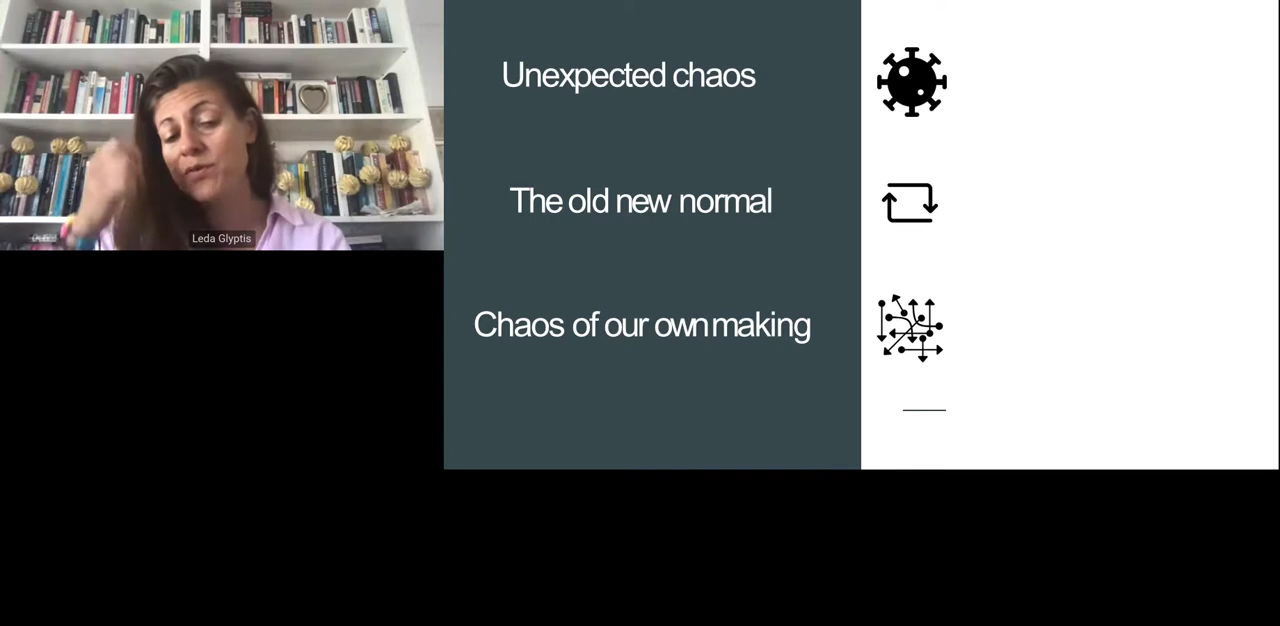 Unexpected chaos
The old new normal
Chaos of our own making
Leda Glyptis